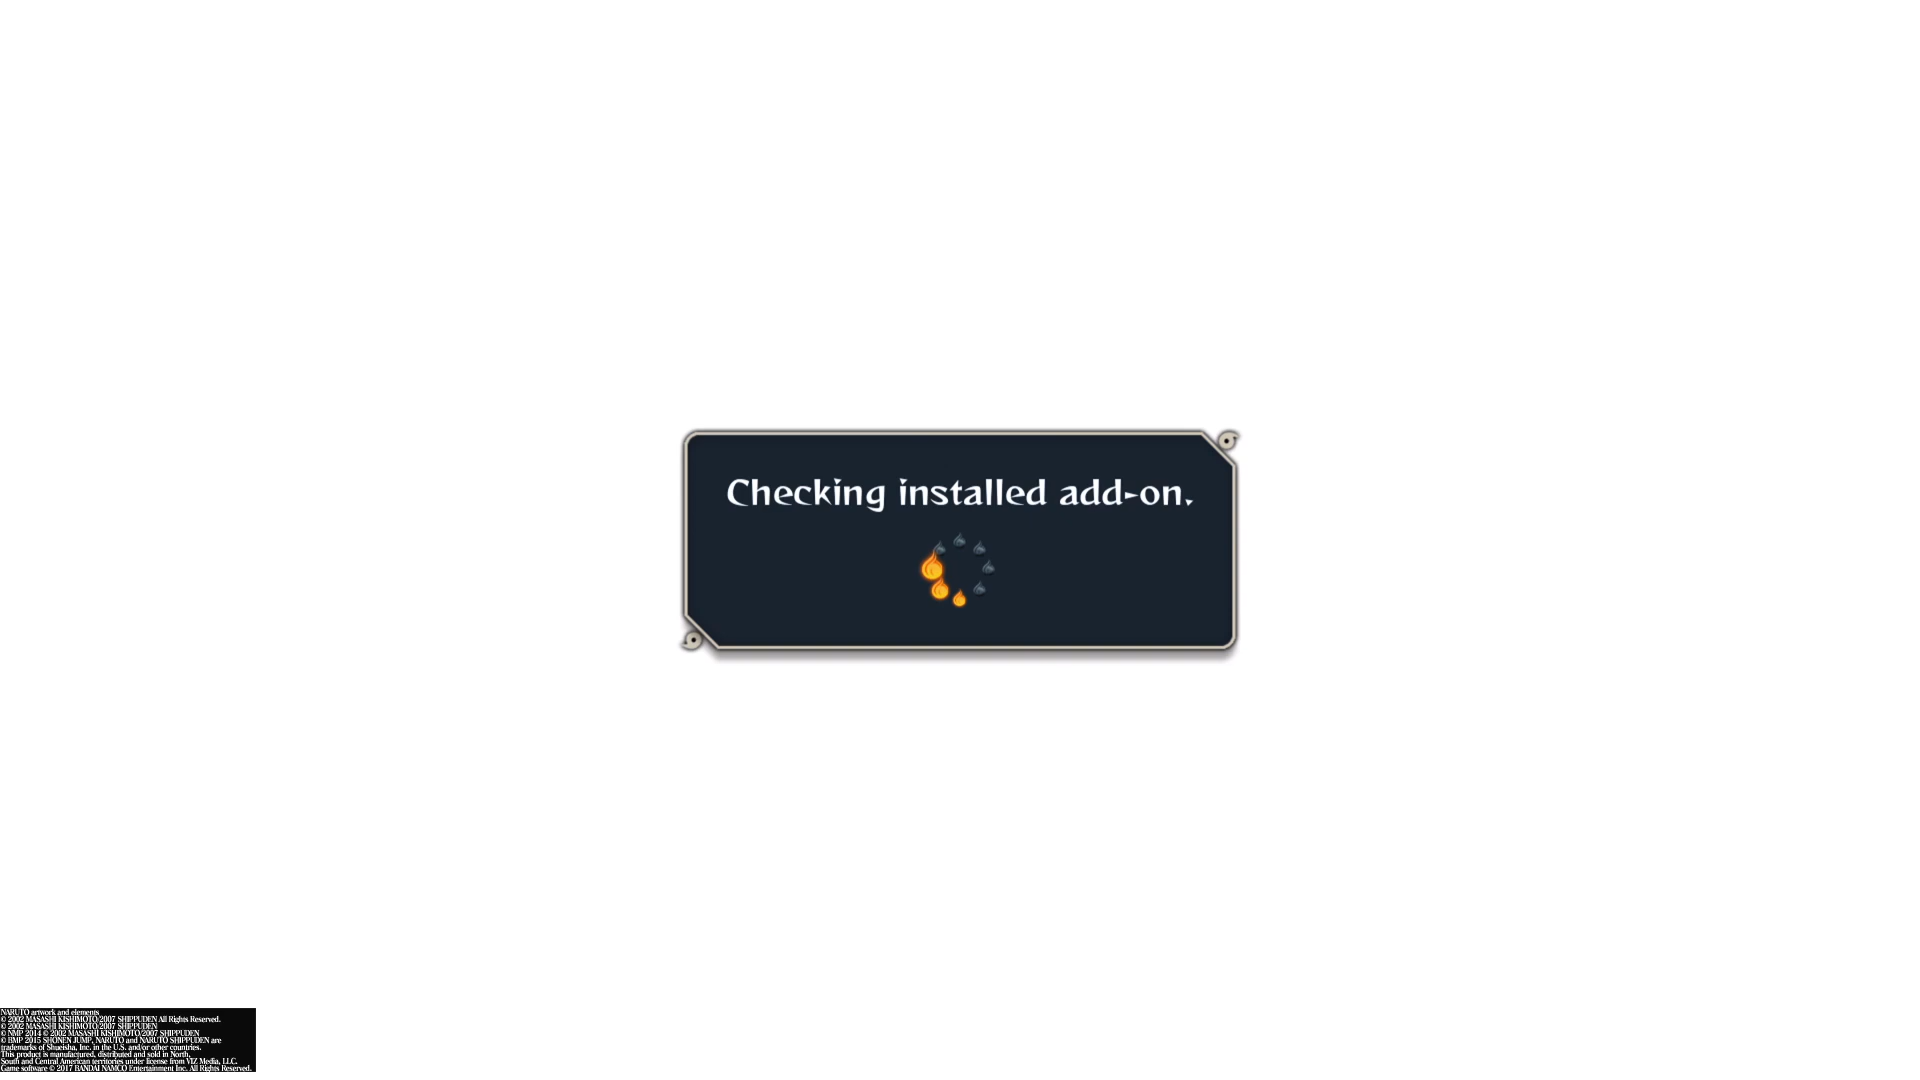 Checking installed add-on.
NARUTO artwork and elements
© 2002 MASASHI KISHIMOTO/2007 SHIPPUDEN All Rights Reserved.
© 2002 MASASHI KISHIMOTO/2007 SHIPPUDEN
© NMP 2014 © 2002 MASASHI KISHIMOTO/2007 SHIPPUDEN
© BMP 2015 SHONEN JUMP, NARUTO and NARUTO SHIPPUDEN are
trademarks of Shueisha, Inc. in the U.S. and/or other countries.
This product is manufactured, distributed and sold in North,
South and Central American territories under license from VIZ Media, LLC.
Game software © 2017 BANDAI NAMCO Entertainment Inc. All Rights Reserved.